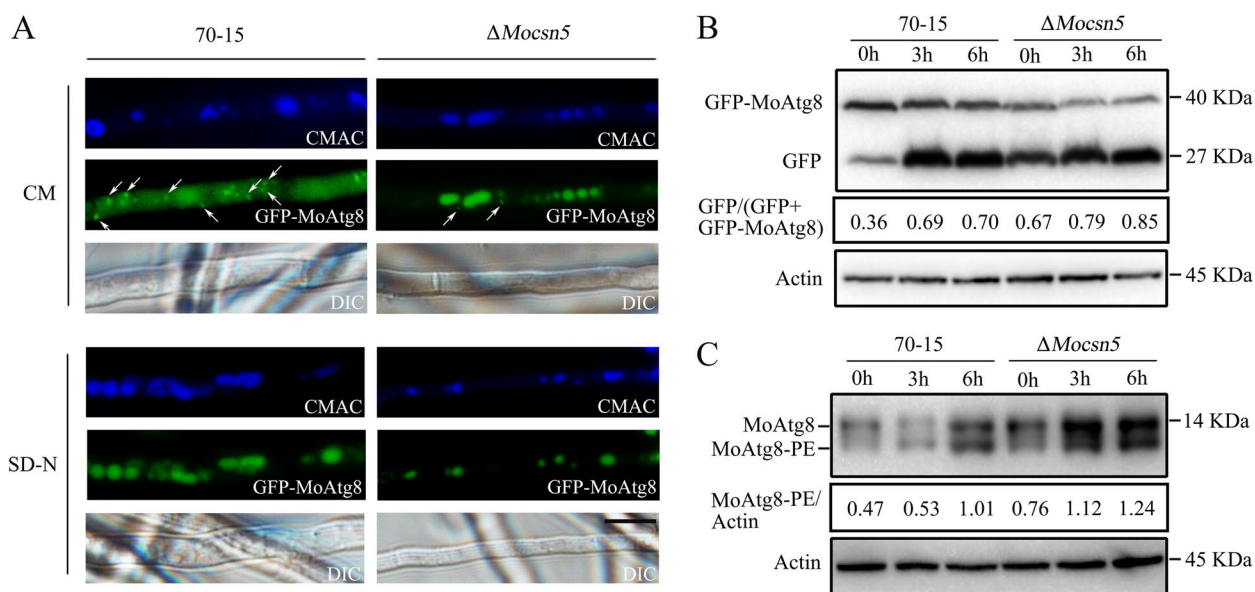 A
70-15
ΔMocsn5
CM
CMAC
CMAC
GFP-MoAtg8
GFP-MoAtg8
DIC
DIC
SD-N
CMAC
CMAC
GFP-MoAtg8
GFP-MoAtg8
DIC
DIC
B
70-15
ΔMocsn5
0h 3h 6h 0h 3h 6h
GFP-MoAtg8
40 KDa
GFP
27 KDa
GFP/(GFP+
GFP-MoAtg8)
0.36 0.69 0.70 0.67 0.79 0.85
Actin
45 KDa
C
70-15
ΔMocsn5
0h 3h 6h 0h 3h 6h
MoAtg8
14 KDa
MoAtg8-PE
MoAtg8-PE/
Actin
0.47 0.53 1.01 0.76 1.12 1.24
Actin
45 KDa